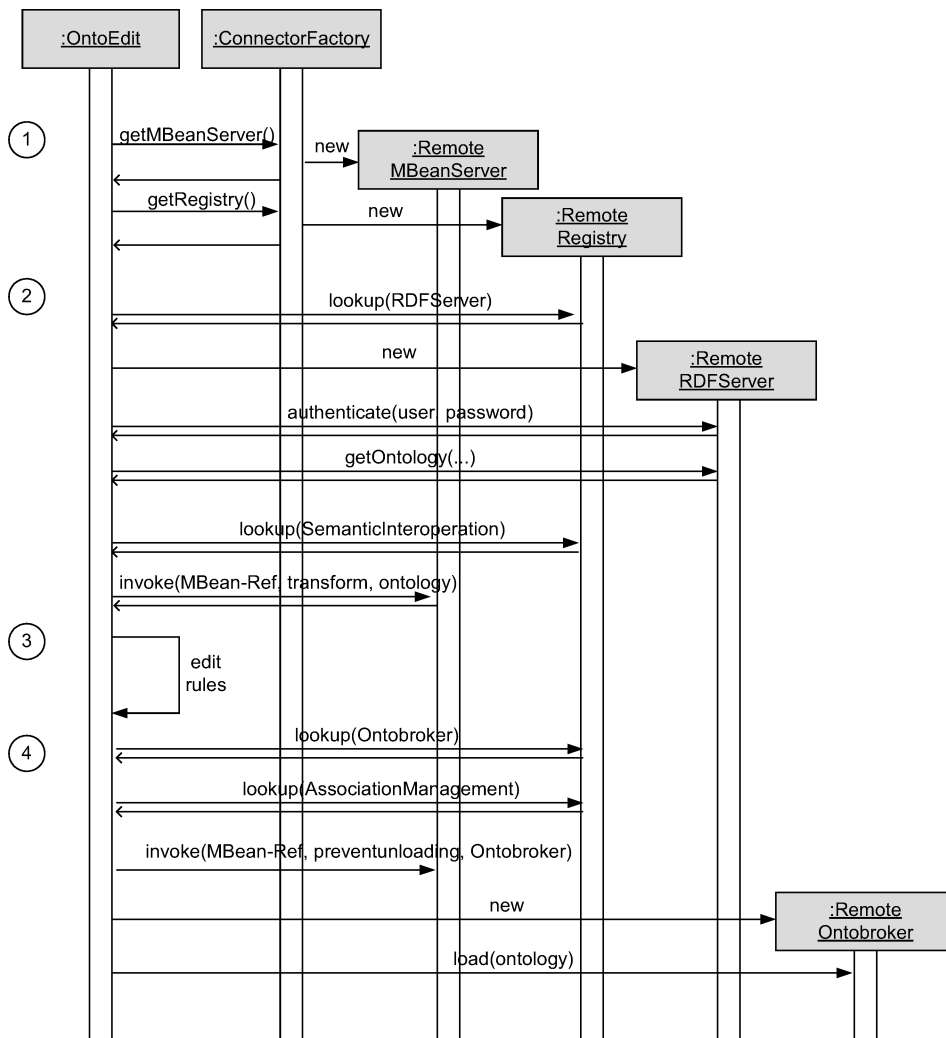 :OntoEdit
:ConnectorFactory
1
getMBeanServer()
new
:Remote
MBeanServer
getRegistry()
new
:Remote
Registry
2
lookup(RDFServer)
new
:Remote
RDFServer
authenticate(user, password)
getOntology(...)
lookup(SemanticInteroperation)
invoke(MBean-Ref, transform, ontology)
3
edit
rules
4
lookup(Ontobroker)
lookup(AssociationManagement)
invoke(MBean-Ref, preventunloading, Ontobroker)
new
:Remote
Ontobroker
load(ontology)